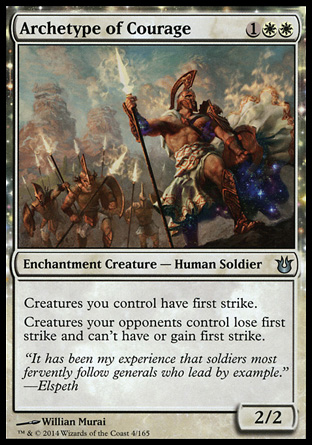 Archetype of Courage 1
Enchantment Creature — Human Soldier
Creatures you control have first strike.
Creatures your opponents control lose first
strike and can't have or gain first strike.
“It has been my experience that soldiers most
fervently follow generals who lead by example.”
—Elspeth
Willian Murai
™ & © 2014 Wizards of the Coast 4/165
2/2